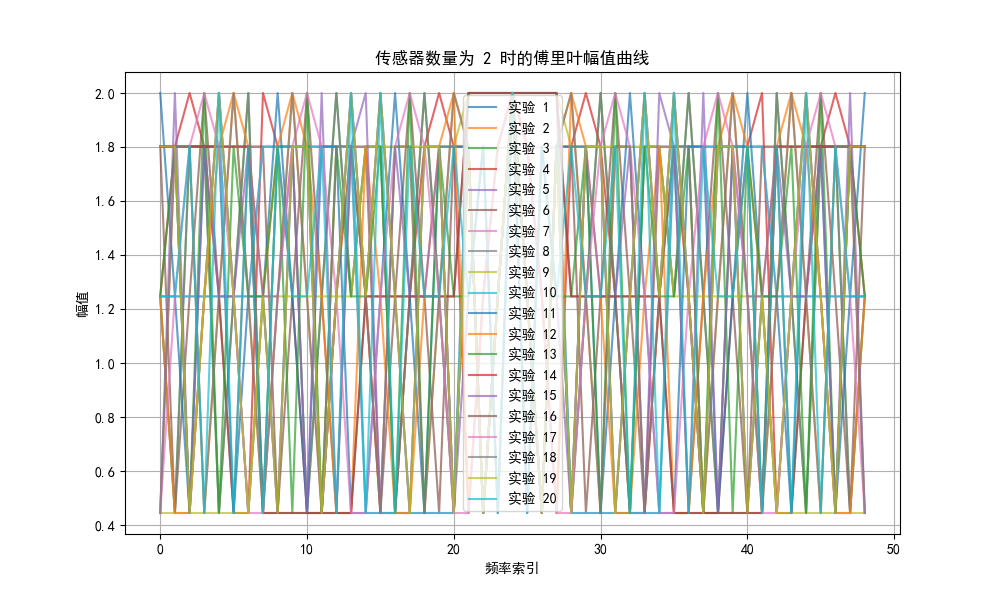 传感器数量为 2 时的傅里叶幅值曲线
2.0
1.8
1.6
1.4
1.2
1.0
0.8
0.6
0.4
幅值
实验 1
实验 2
实验 3
实验 4
实验 5
实验 6
实验 7
实验 8
实验 9
实验 10
实验 11
实验 12
实验 13
实验 14
实验 15
实验 16
实验 17
实验 18
实验 19
实验 20
0 10 20 30 40 50
频率索引